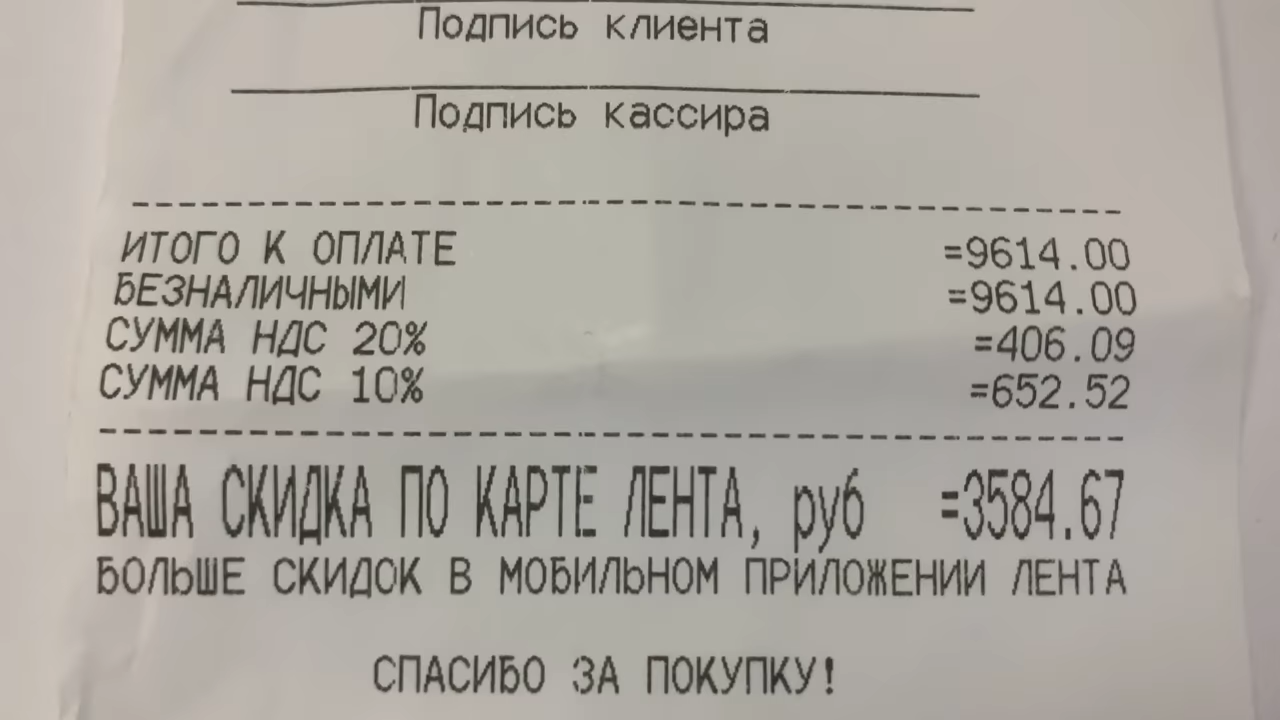 Подпись клиента
Подпись кассира
ИТОГО К ОПЛАТЕ =9614.00
БЕЗНАЛИЧНЫМИ =9614.00
СУММА НДС 20% =406.09
СУММА НДС 10% =652.52
ВАША СКИДКА ПО КАРТЕ ЛЕНТА, руб =3584.67
БОЛЬШЕ СКИДОК В МОБИЛЬНОМ ПРИЛОЖЕНИИ ЛЕНТА
СПАСИБО ЗА ПОКУПКУ!